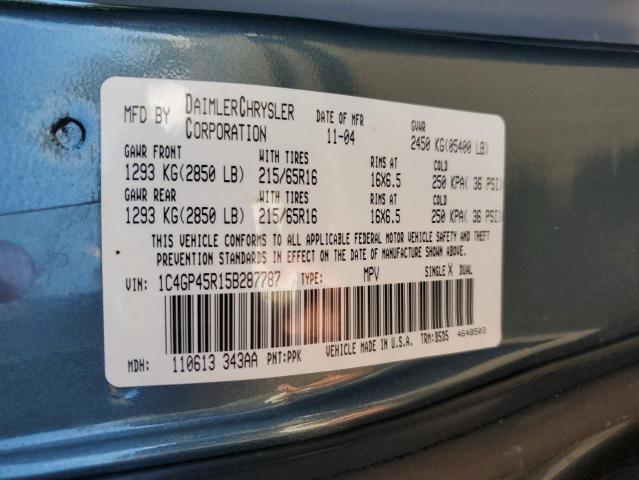 MFD BY DAIMLERCHRYSLER CORPORATION DATE OF MFR 11-04 GVWR 2450 KG(05400 LB)
GAWR FRONT WITH TIRES RIMS AT COLD
1293 KG(2850 LB) 215/65R16 16X6.5 250 KPA( 36 PSI)
GAWR REAR WITH TIRES RIMS AT COLD
1293 KG(2850 LB) 215/65R16 16X6.5 250 KPA( 36 PSI)
THIS VEHICLE CONFORMS TO ALL APPLICABLE FEDERAL MOTOR VEHICLE SAFETY AND THEFT
PREVENTION STANDARDS IN EFFECT ON THE DATE OF MANUFACTURE SHOWN ABOVE.
VIN: 1C4GP45R15B287787 TYPE: MPV SINGLE X DUAL
MDH: 110613 343AA PNT:PPK VEHICLE MADE IN U.S.A. TRM:B5D5 4648503